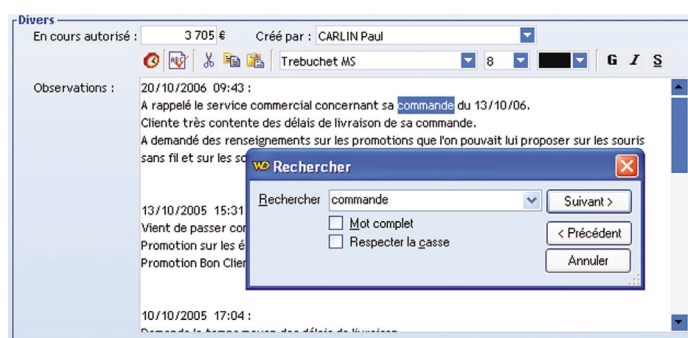 Divers
En cours autorisé : 3 705 € Créé par : CARLIN Paul
ABC Trebuchet MS 8 G I S
Observations :
20/10/2006 09:43 :
A rappelé le service commercial concernant sa commande du 13/10/06.
Cliente très contente des délais de livraison de sa commande.
A demandé des renseignements sur les promotions que l'on pouvait lui proposer sur les souris
sans fil et sur les
13/10/2005 15:31
Vient de passer
Promotion sur les
Promotion Bon
10/10/2005 17:04 :
WD Rechercher
Rechercher commande
Mot complet
Respecter la casse
Suivant >
< Précédent
Annuler